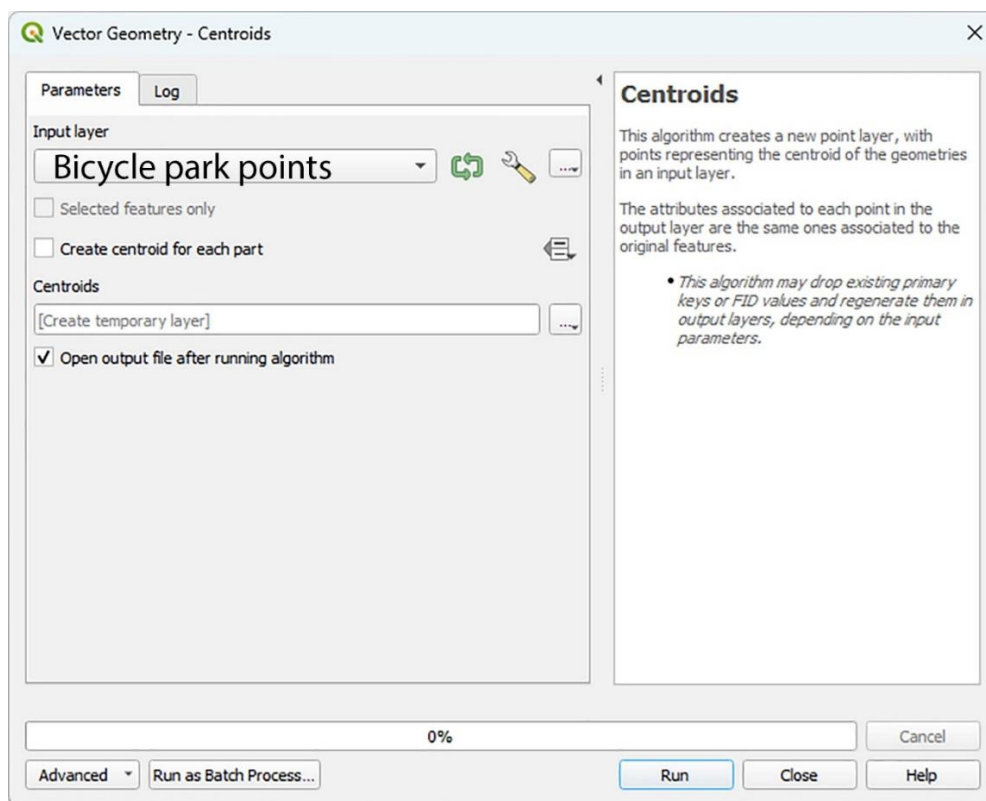 Vector Geometry - Centroids
Parameters
Log
Input layer
Bicycle park points
...
Selected features only
Create centroid for each part
Centroids
[Create temporary layer]
...
Open output file after running algorithm
Centroids
This algorithm creates a new point layer, with
points representing the centroid of the geometries
in an input layer.
The attributes associated to each point in the
output layer are the same ones associated to the
original features.
• This algorithm may drop existing primary
keys or FID values and regenerate them in
output layers, depending on the input
parameters.
0%
Cancel
Advanced
Run as Batch Process...
Run
Close
Help